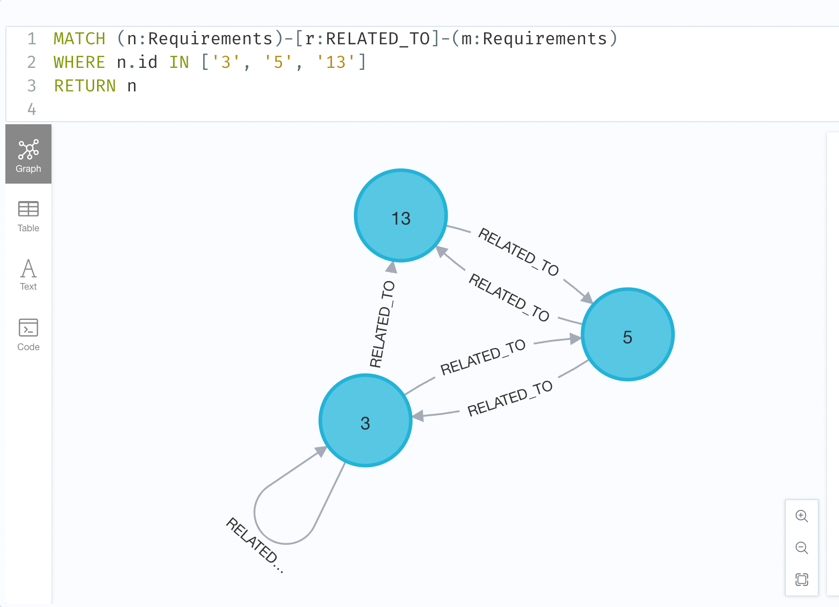 1 MATCH (n:Requirements)-[r:RELATED_TO]-(m:Requirements)
2 WHERE n.id IN ['3', '5', '13']
3 RETURN n
4
Graph
Table
A
Text
Code
13
RELATED_TO
RELATED_TO
RELATED_TO
5
RELATED_TO
RELATED_TO
3
RELATED...